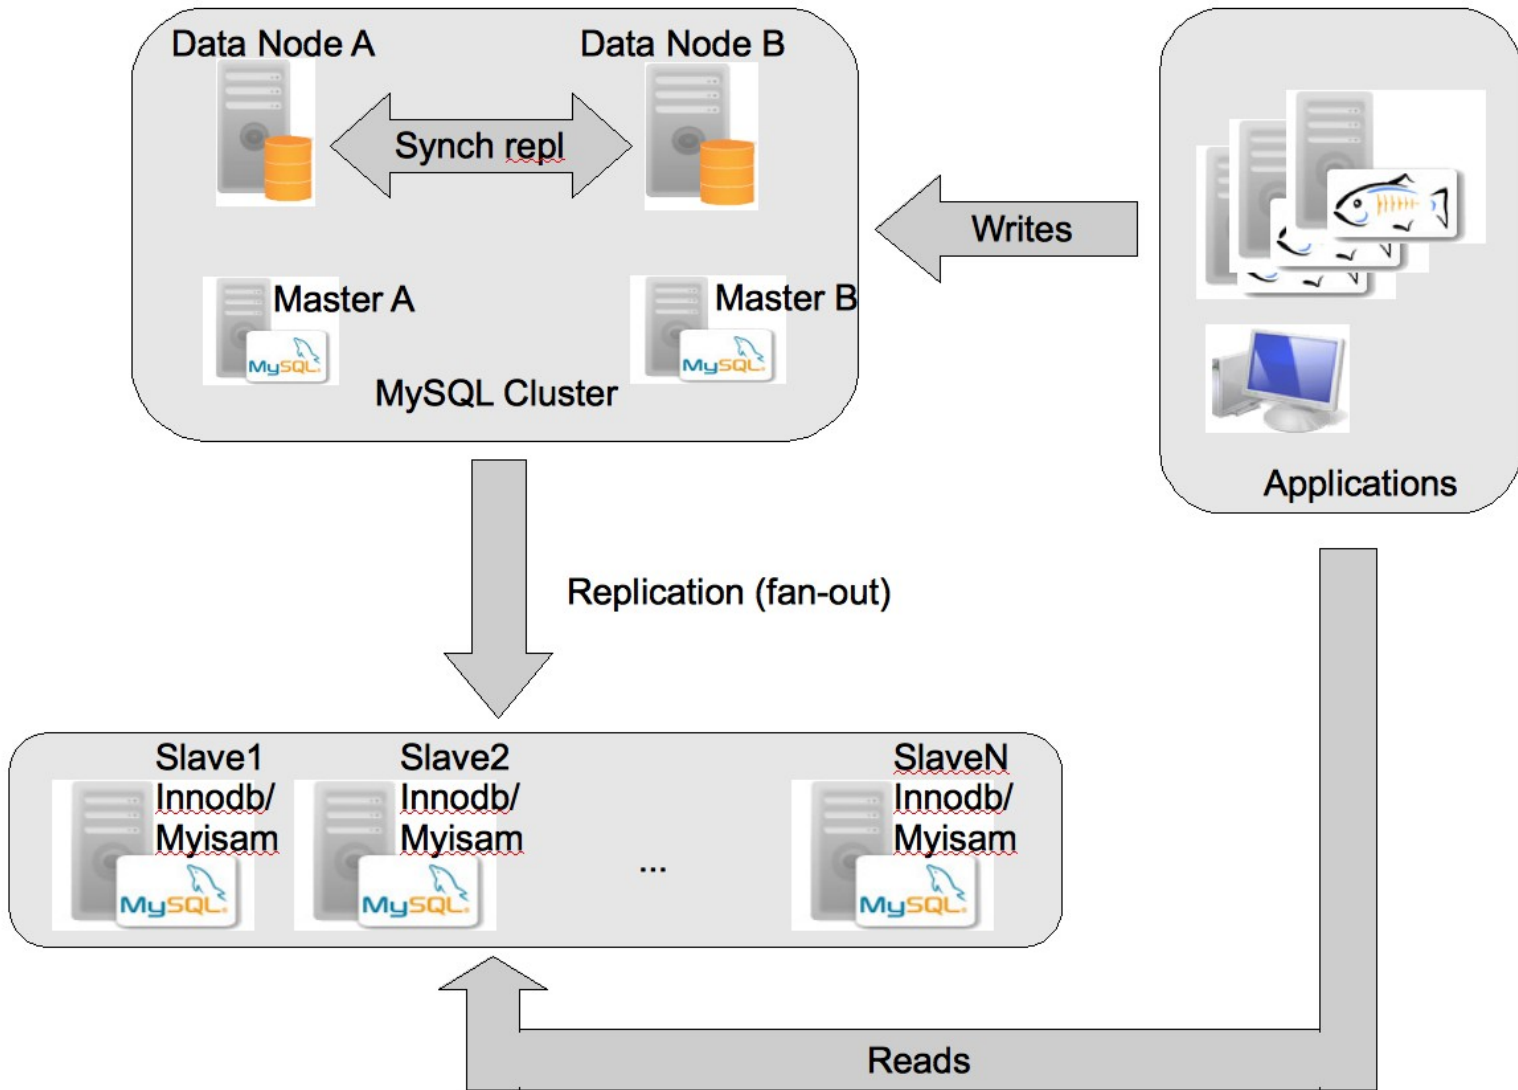 Data Node A
Data Node B
Synch repl
Writes
Master A
MySQL
Master B
MySQL
MySQL Cluster
Applications
Replication (fan-out)
Slave1
Innodb/
Myisam
MySQL
Slave2
Innodb/
Myisam
MySQL
...
SlaveN
Innodb/
Myisam
MySQL
Reads